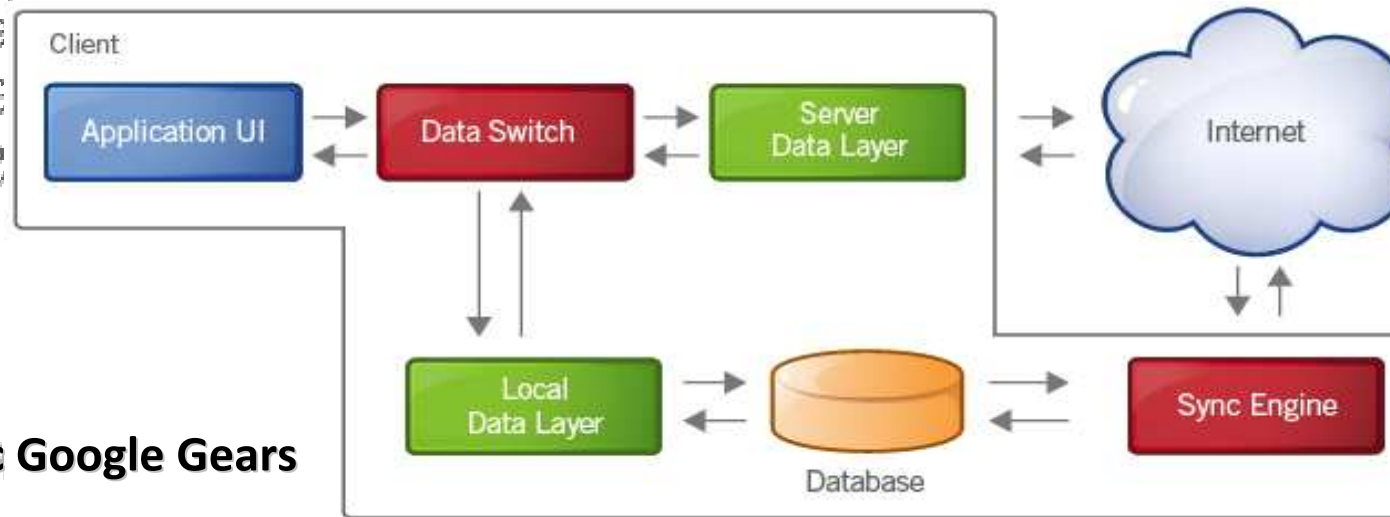 Client
Application UI
Data Switch
Server
Data Layer
Internet
Local
Data Layer
Database
Sync Engine
Google Gears